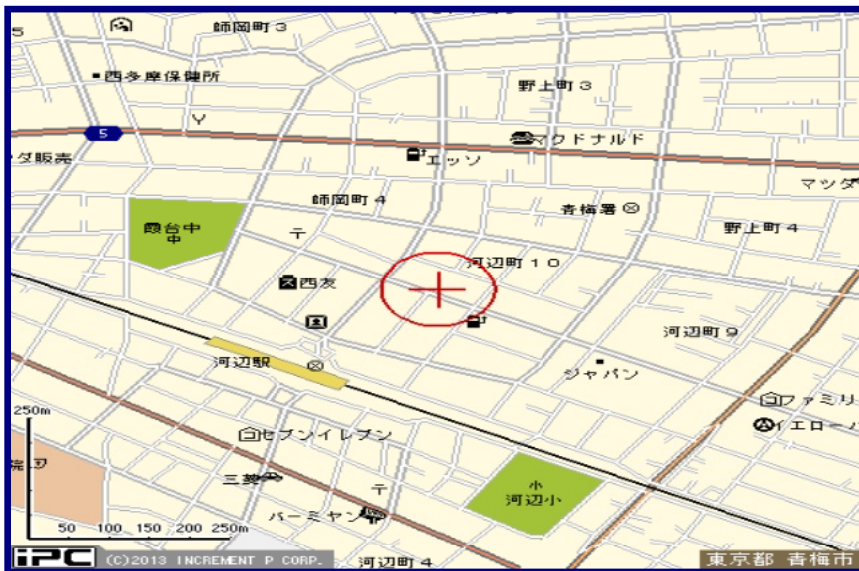 師岡町3
5
西多摩保健所
野上町3
5
マクドナルド
エッソ
ダ販売
マツダ
師岡町4
青梅署
霞台中
中
野上町4
河辺町10
西友
河辺町9
河辺駅
ジャパン
250m
ファミリ
イエローハ
セブンイレブン
院
三菱
小
河辺小
バーミヤン
50 100 150 200 250m
iPC (C)2013 INCREMENT P CORP.
河辺町4
東京都 青梅市